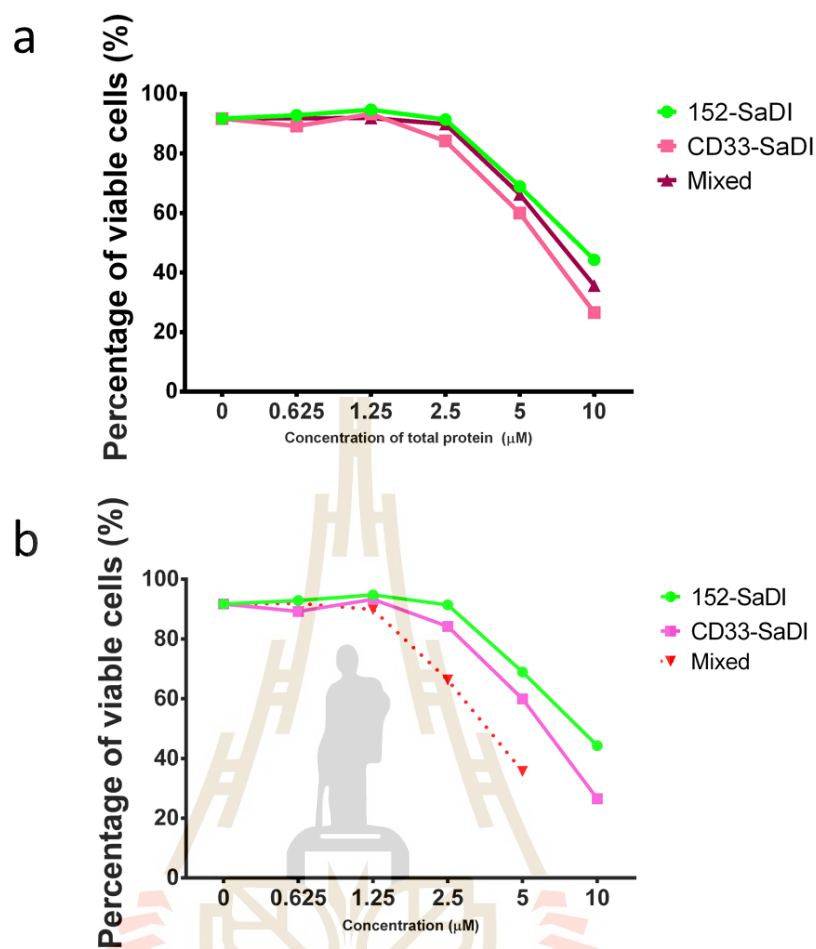 a
Percentage of viable cells (%)
100
80
60
40
20
0
0 0.625 1.25 2.5 5 10
Concentration of total protein (μM)
152-SaDI
CD33-SaDI
Mixed
b
Percentage of viable cells (%)
100
80
60
40
20
0
0 0.625 1.25 2.5 5 10
Concentration (μM)
152-SaDI
CD33-SaDI
Mixed